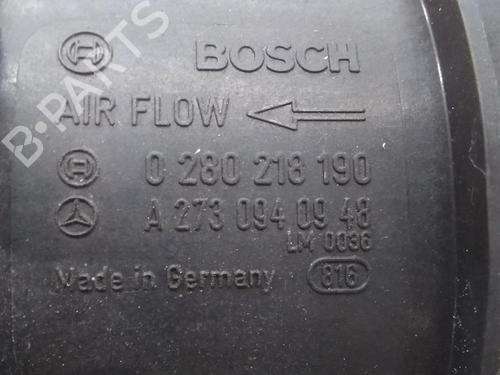 BOSCH
AIR FLOW
0 280 218 190
A 273 094 09 48
LM 0036
Made in Germany 816
B-PARTS